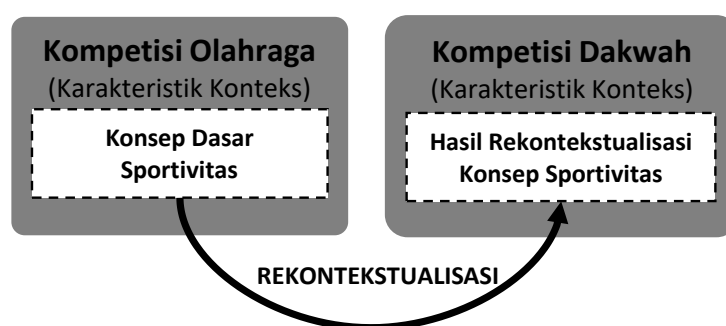 Kompetisi Olahraga
(Karakteristik Konteks)
Konsep Dasar
Sportivitas
Kompetisi Dakwah
(Karakteristik Konteks)
Hasil Rekontekstualisasi
Konsep Sportivitas
REKONTEKSTUALISASI